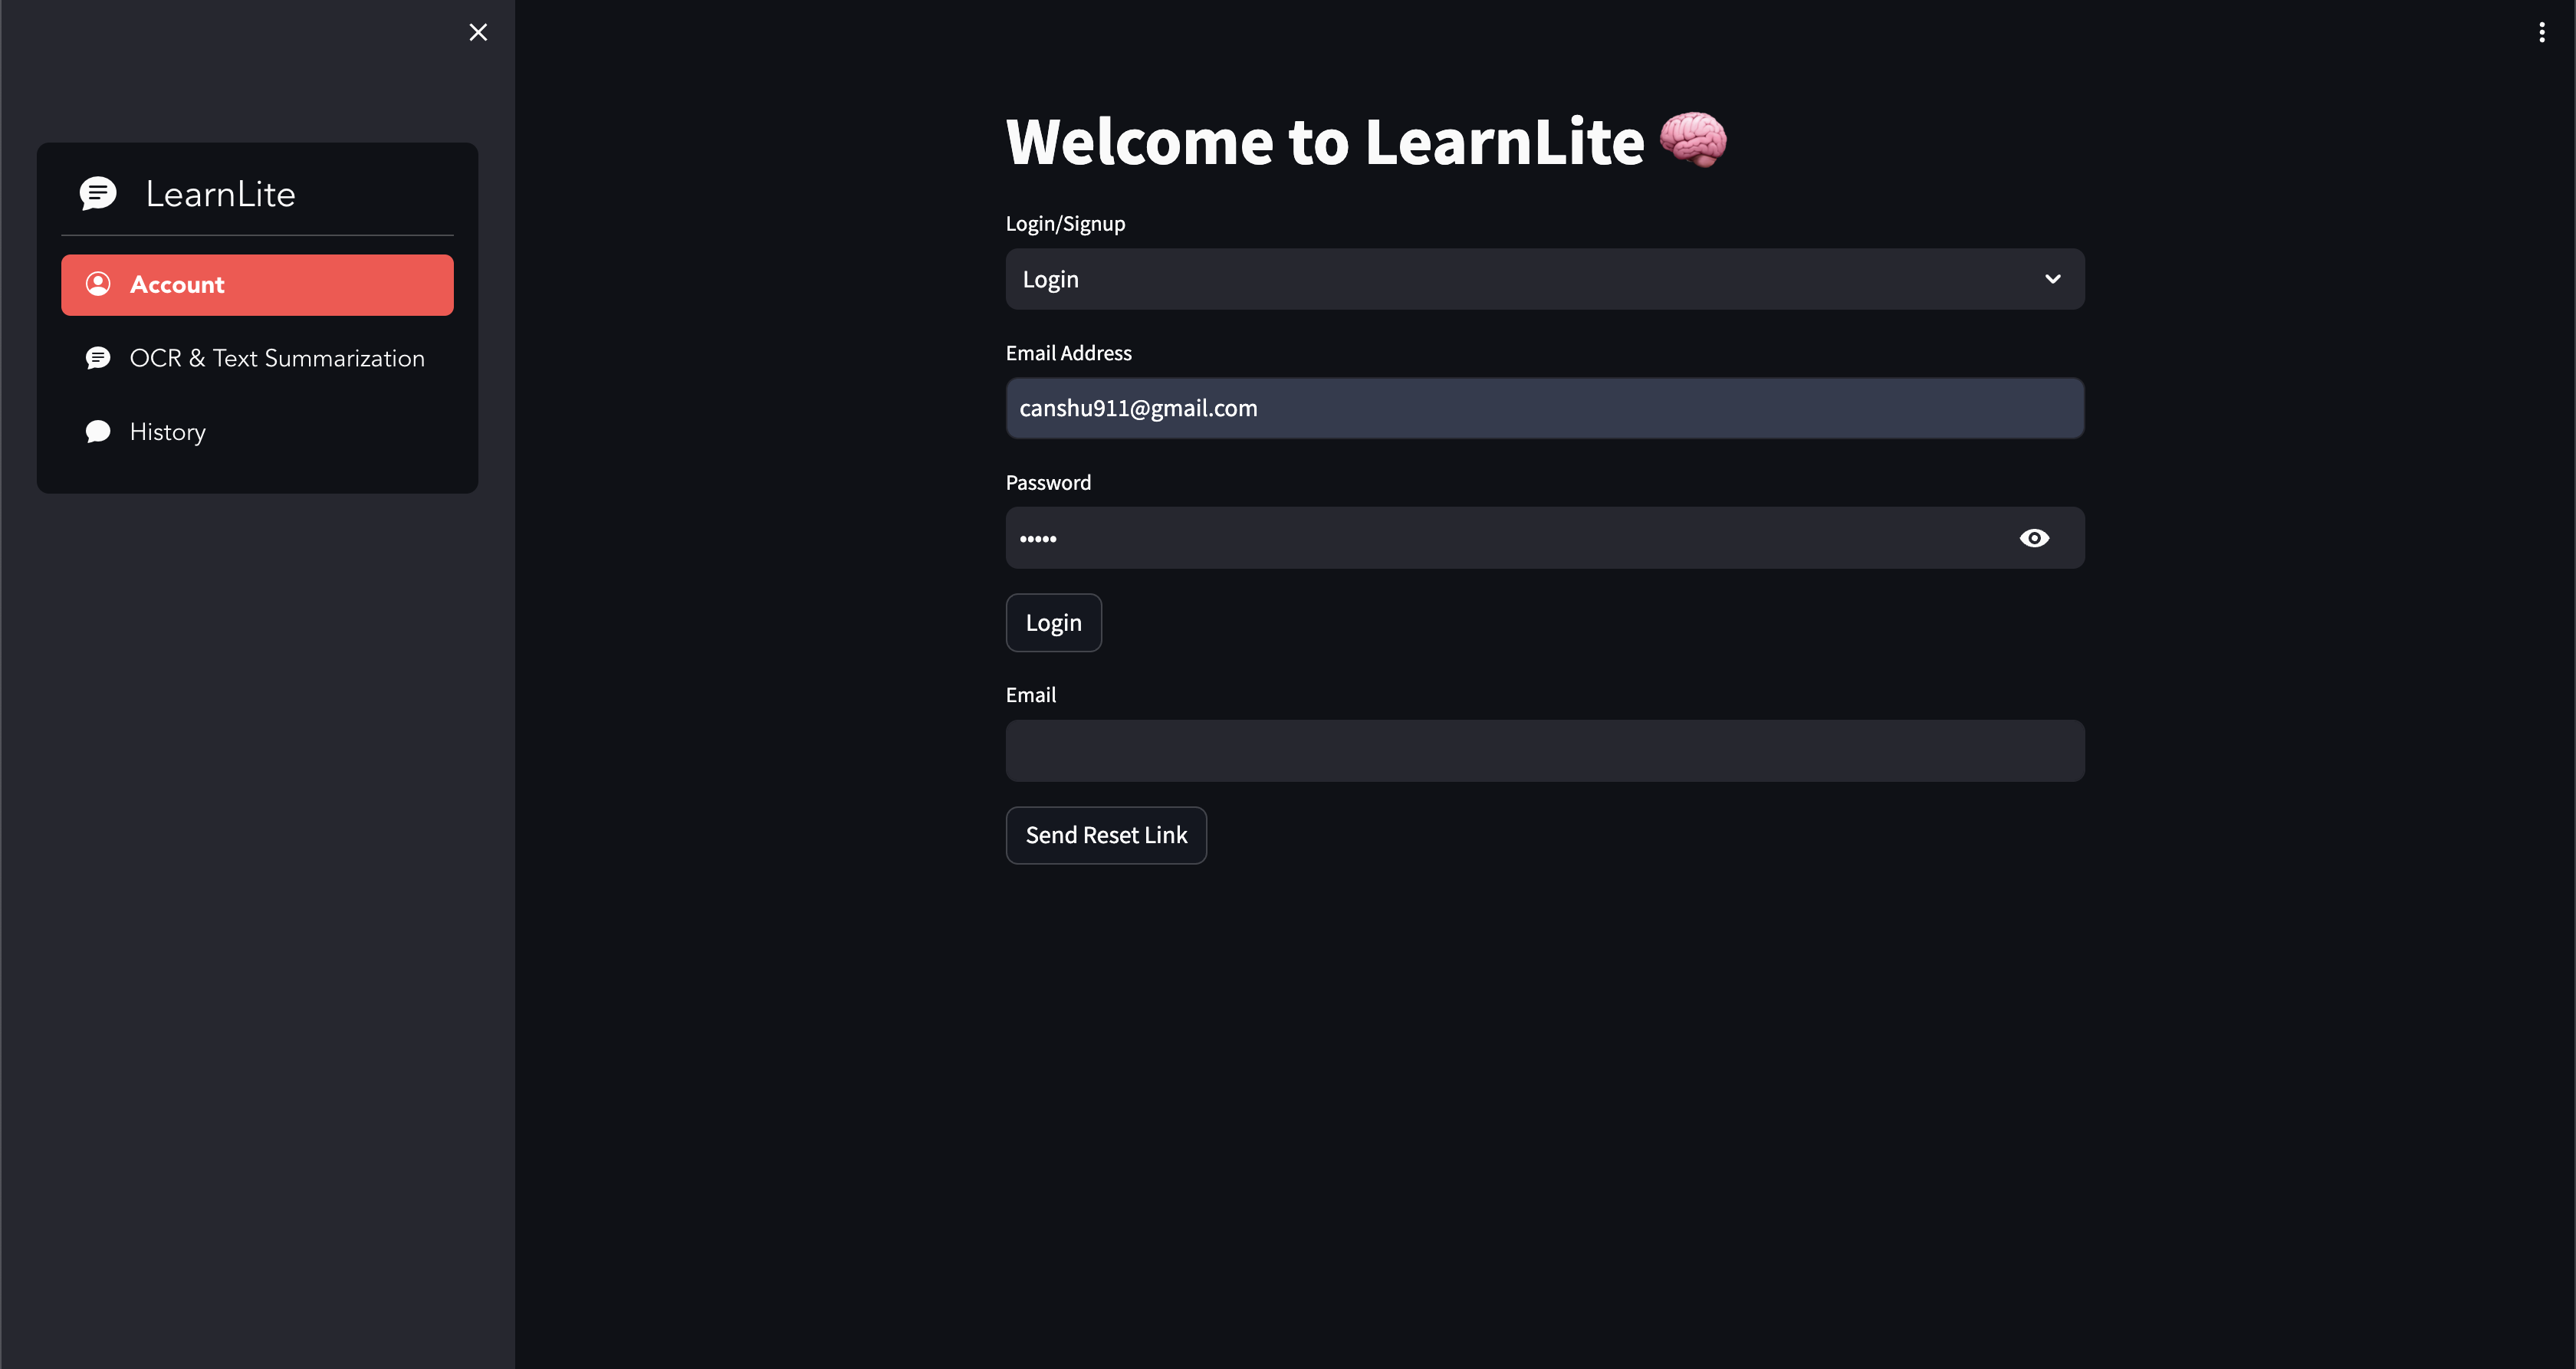 LearnLite
Account
OCR & Text Summarization
History
Welcome to LearnLite
Login/Signup
Login
Email Address
canshu911@gmail.com
Password
•••••
Login
Email
Send Reset Link